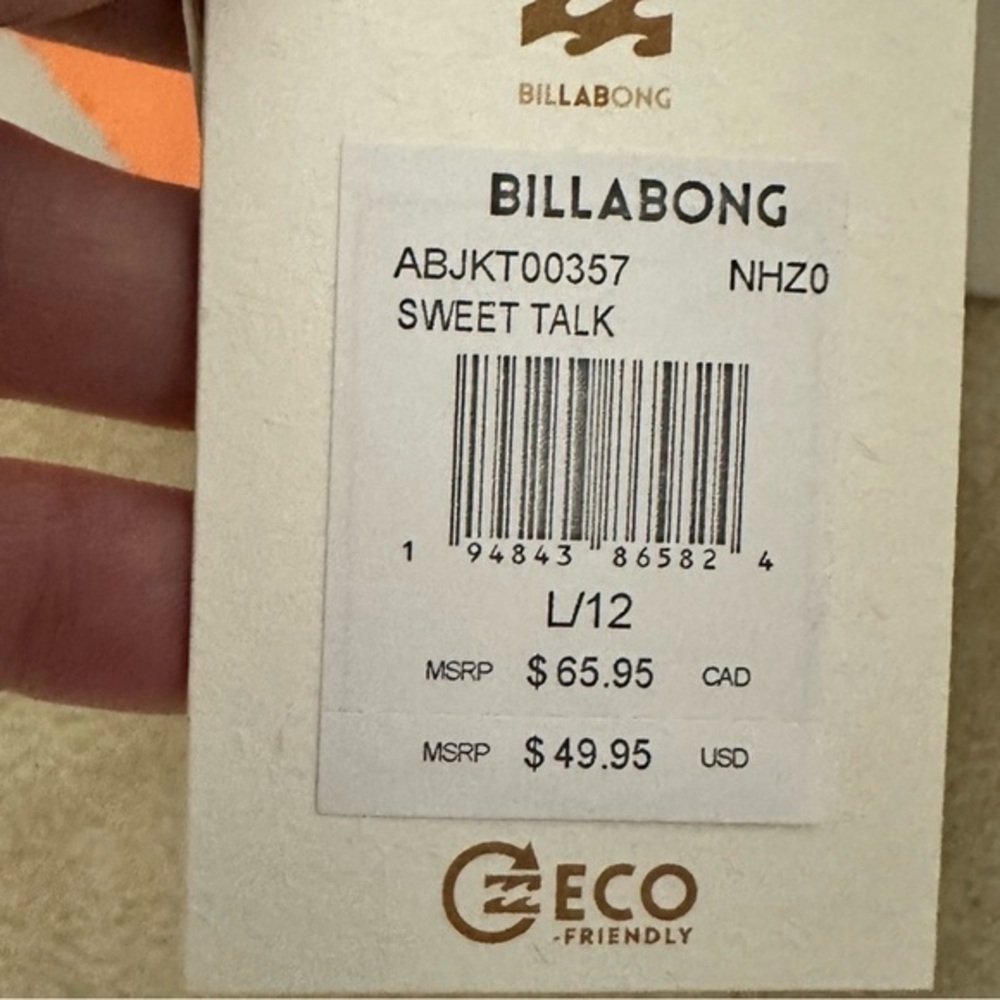 BILLABONG
BILLABONG
ABJKT00357 NHZ0
SWEET TALK
1 94843 86582 4
L/12
MSRP $ 65.95 CAD
MSRP $ 49.95 USD
ECO
-FRIENDLY